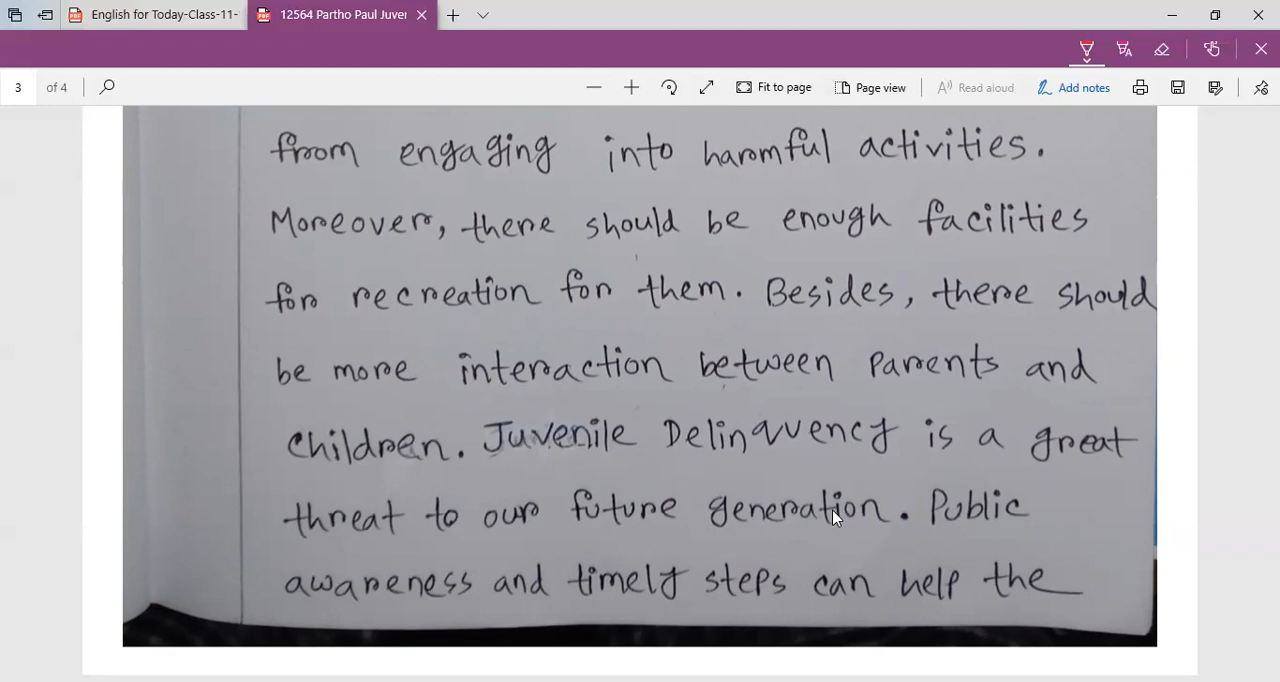 English for Today-Class-11-
12564 Partho Paul Juver
3 of 4
Fit to page
Page view
Read aloud
Add notes
from engaging into harmful activities.
Moreover, there should be enough facilities
for recreation for them. Besides, there should
be more interaction between Parents and
children. Juvenile Delinquency is a great
threat to our future generation. Public
awareness and timely steps can help the